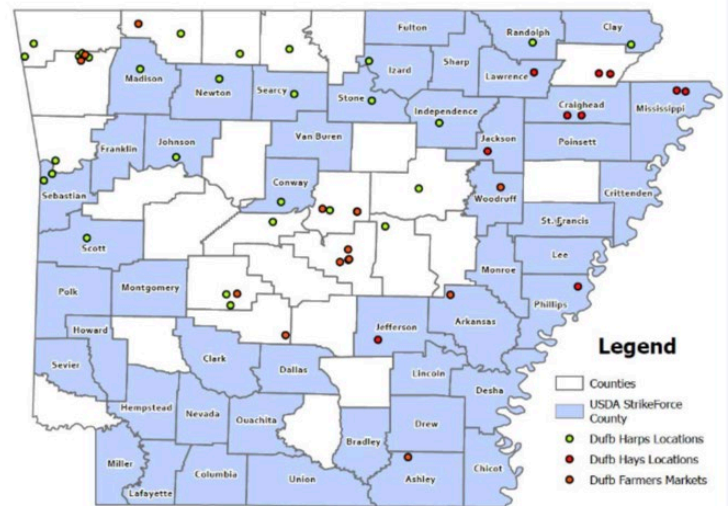 Fulton
Randolph
Clay
Izard
Sharp
Lawrence
Madison
Newton
Searcy
Stone
Independence
Craighead
Mississippi
Franklin
Johnson
Van Buren
Jackson
Poinsett
Sebastian
Conway
Woodruff
Crittenden
Scott
St. Francis
Lee
Polk
Montgomery
Monroe
Phillips
Howard
Jefferson
Arkansas
Sevier
Clark
Dallas
Lincoln
Desha
Hempstead
Nevada
Ouachita
Drew
Bradley
Miller
Lafayette
Columbia
Union
Ashley
Chicot
Legend
Counties
USDA StrikeForce
County
Dufb Harps Locations
Dufb Hays Locations
Dufb Farmers Markets